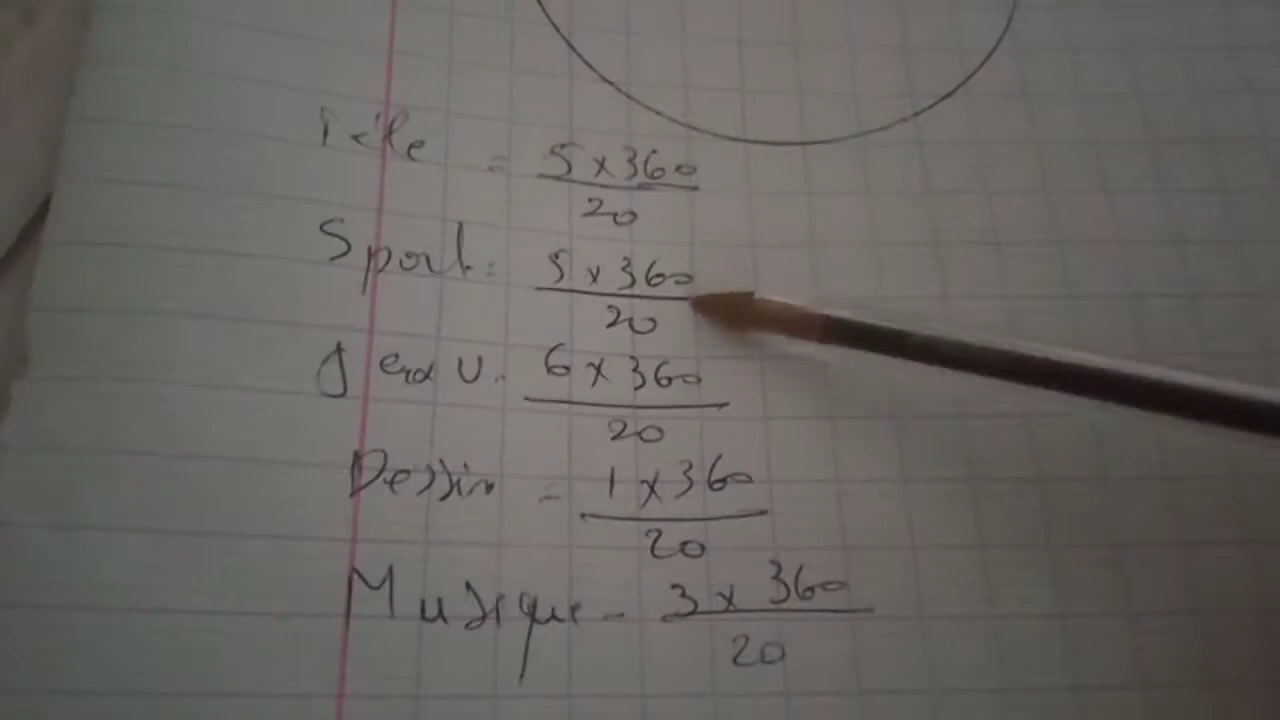 Téle = 5 x 360
20
Sport = 5 x 360
20
Jeux V. 6 x 360
20
Dessin = 1 x 360
20
Musique - 3 x 360
20